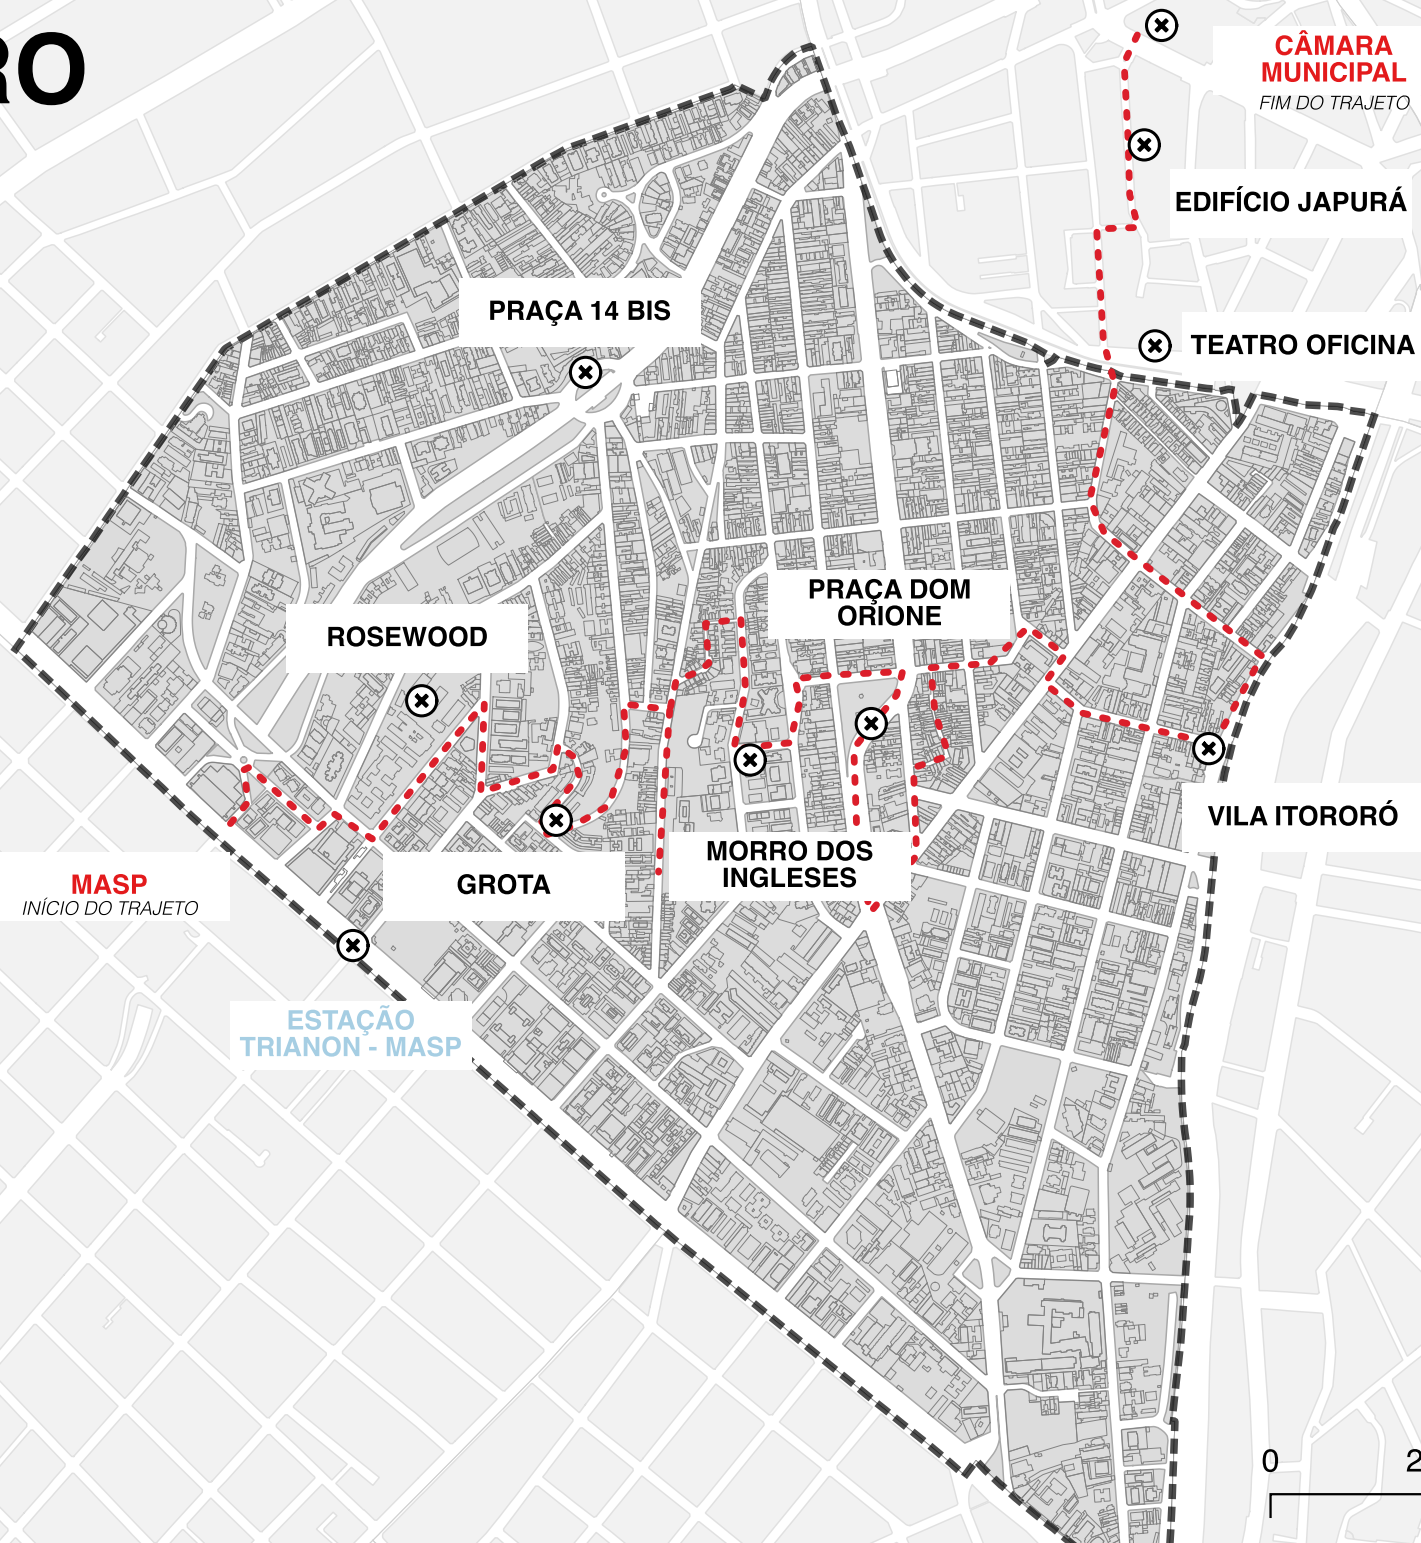 RO
CÂMARA
MUNICIPAL
FIM DO TRAJETO
EDIFÍCIO JAPURÁ
PRAÇA 14 BIS
TEATRO OFICINA
PRAÇA DOM
ORIONE
ROSEWOOD
VILA ITORORÓ
MORRO DOS
INGLESES
MASP
INÍCIO DO TRAJETO
GROTA
ESTAÇÃO
TRIANON - MASP
0 2